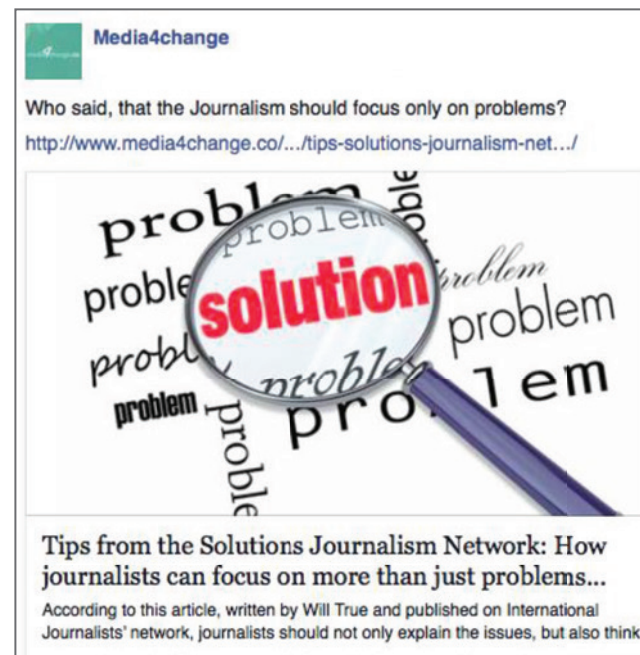 Media4change
Who said, that the Journalism should focus only on problems?
http://www.media4change.co/.../tips-solutions-journalism-net.../
problem
problem
proble
solution
problem
problem
proble
problem
problem
Tips from the Solutions Journalism Network: How
journalists can focus on more than just problems...
According to this article, written by Will True and published on International
Journalists' network, journalists should not only explain the issues, but also think